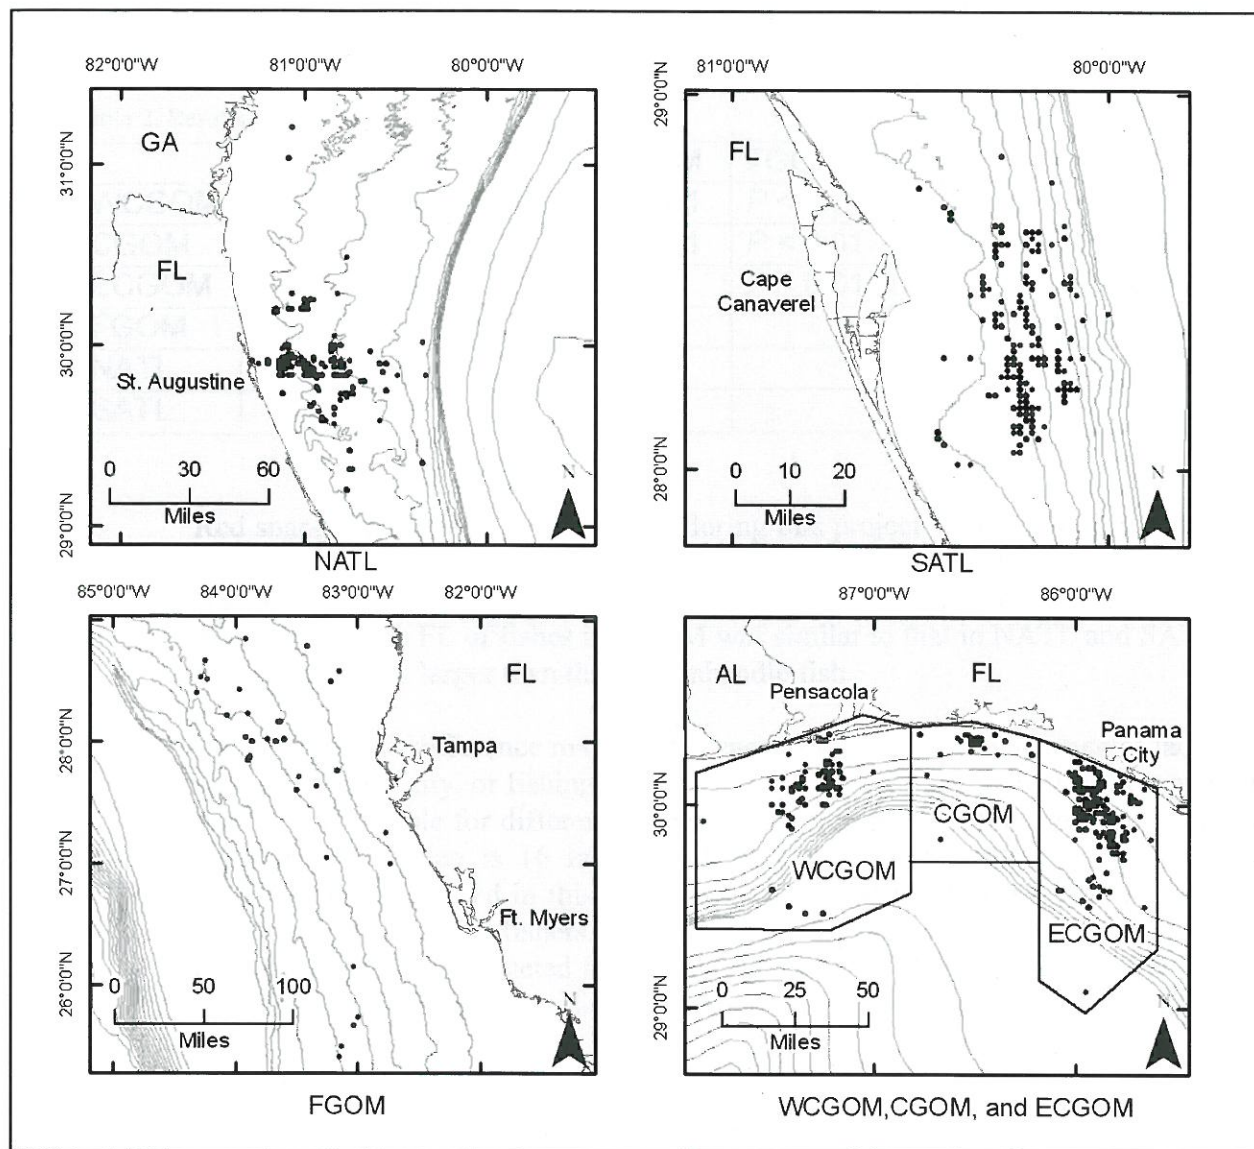 82°0'0"W 81°0'0"W 80°0'0"W
31°0'0"N
30°0'0"N
29°0'0"N
GA
FL
St. Augustine
0 30 60
Miles
N
NATL
81°0'0"W 80°0'0"W
29°0'0"N
28°0'0"N
FL
Cape
Canaverel
0 10 20
Miles
N
SATL
85°0'0"W 84°0'0"W 83°0'0"W 82°0'0"W
28°0'0"N
27°0'0"N
26°0'0"N
FL
Tampa
Ft. Myers
0 50 100
Miles
N
FGOM
87°0'0"W 86°0'0"W
30°0'0"N
29°0'0"N
AL
FL
Pensacola
Panama
City
CGOM
WCGOM
ECGOM
0 25 50
Miles
N
WCGOM,CGOM, and ECGOM